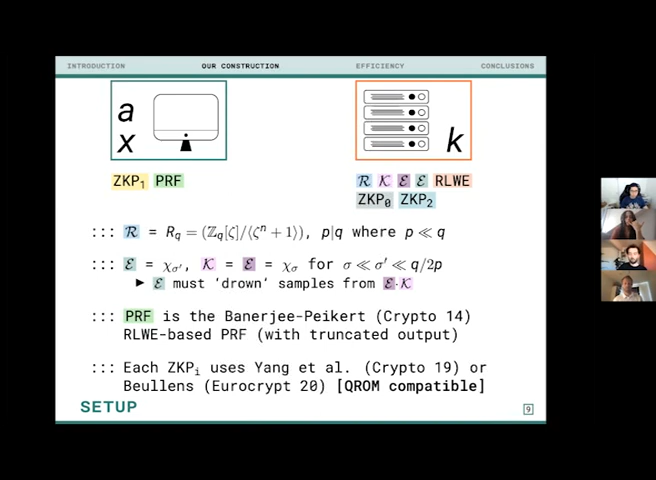 INTRODUCTION OUR CONSTRUCTION EFFICIENCY CONCLUSIONS
a
x
k
ZKP₁ PRF
R K E E RLWE
ZKP₀ ZKP₂
::: R = R_q = (ℤ_q[ζ]/⟨ζⁿ + 1⟩), p|q where p ≪ q
::: E = χ_σ′, K = E = χ_σ for σ ≪ σ′ ≪ q/2p
▶ E must ‘drown’ samples from E·K
::: PRF is the Banerjee-Peikert (Crypto 14)
RLWE-based PRF (with truncated output)
::: Each ZKPᵢ uses Yang et al. (Crypto 19) or
Beullens (Eurocrypt 20) [QROM compatible]
SETUP
9